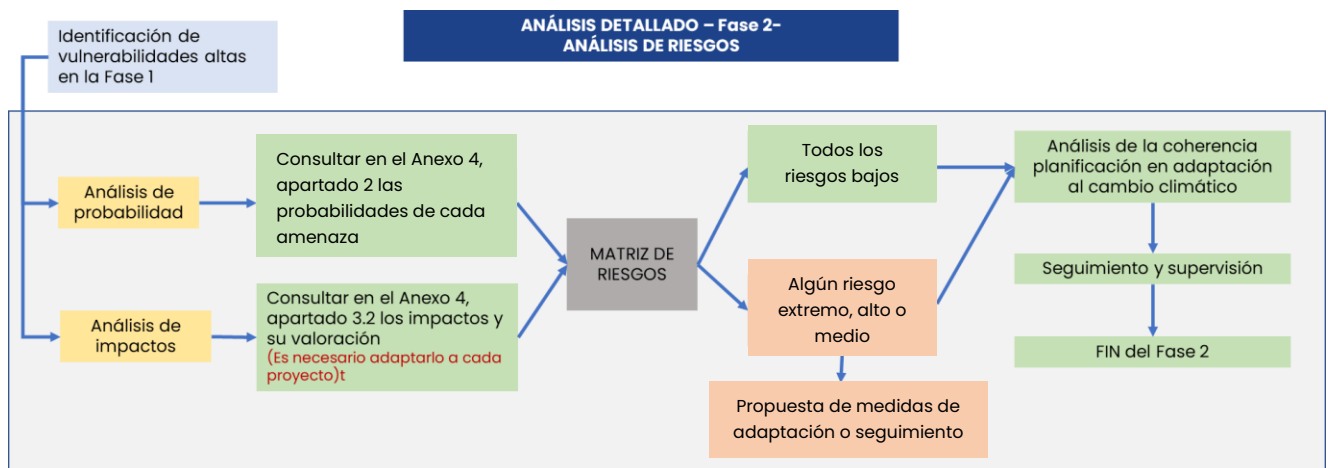 ANÁLISIS DETALLADO – Fase 2-
ANÁLISIS DE RIESGOS
Identificación de
vulnerabilidades altas
en la Fase 1
Análisis de
probabilidad
Consultar en el Anexo 4,
apartado 2 las
probabilidades de cada
amenaza
Análisis de
impactos
Consultar en el Anexo 4,
apartado 3.2 los impactos y
su valoración
(Es necesario adaptarlo a cada
proyecto)t
MATRIZ DE
RIESGOS
Todos los
riesgos bajos
Algún riesgo
extremo, alto o
medio
Propuesta de medidas de
adaptación o seguimiento
Análisis de la coherencia
planificación en adaptación
al cambio climático
Seguimiento y supervisión
FIN del Fase 2